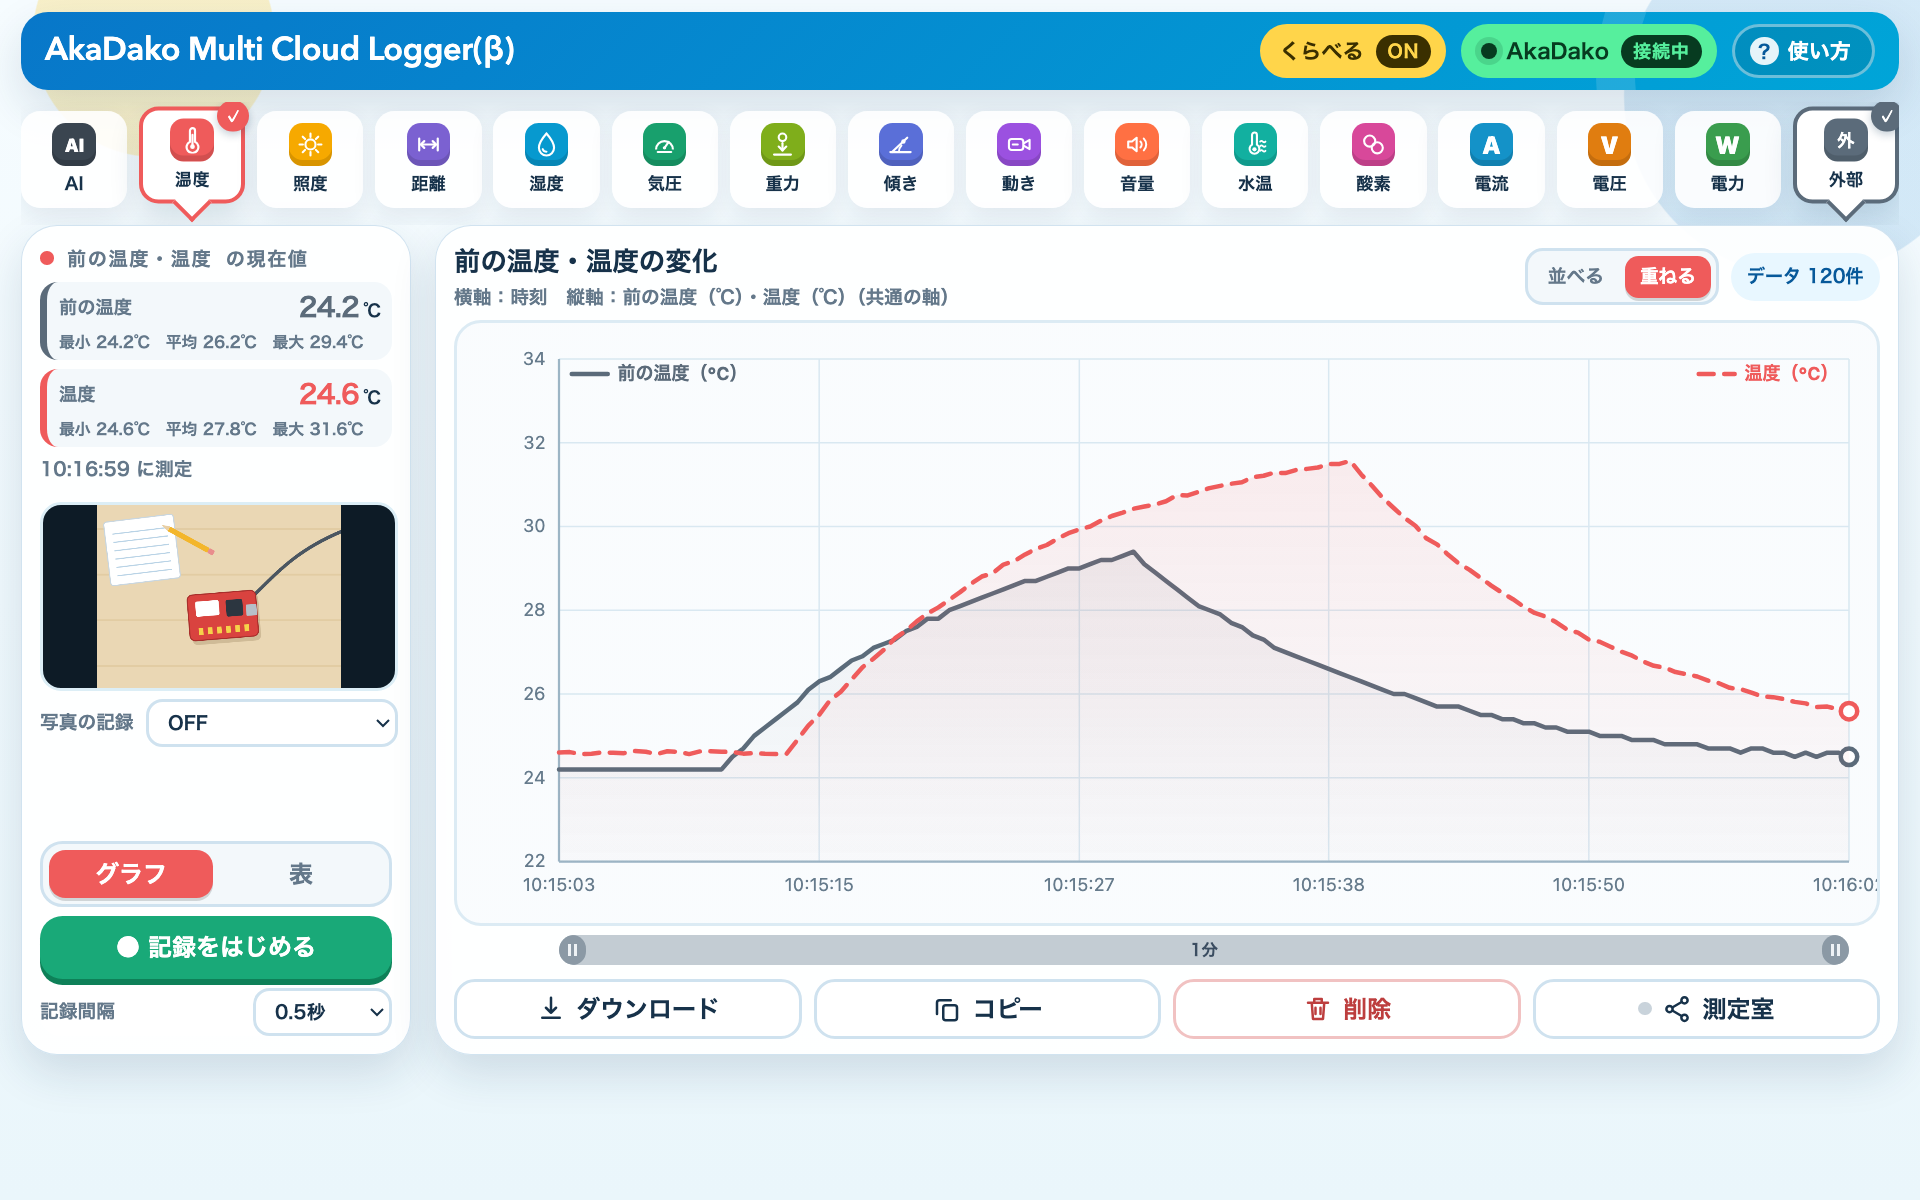 AkaDako Multi Cloud Logger(β)
くらべる ON
AkaDako 接続中
? 使い方
AI
AI
温度
照度
距離
湿度
気圧
重力
傾き
動き
音量
水温
酸素
A
電流
V
電圧
W
電力
外
外部
前の温度・温度 の現在値
前の温度 24.2℃
最小 24.2℃ 平均 26.2℃ 最大 29.4℃
温度 24.6℃
最小 24.6℃ 平均 27.8℃ 最大 31.6℃
10:16:59 に測定
写真の記録 OFF
グラフ 表
記録をはじめる
記録間隔 0.5秒
前の温度・温度の変化
横軸：時刻 縦軸：前の温度（℃）・温度（℃）（共通の軸）
並べる 重ねる
データ 120件
前の温度（°C） 温度（°C）
34
32
30
28
26
24
22
10:15:03 10:15:15 10:15:27 10:15:38 10:15:50 10:16:0
1分
ダウンロード コピー 削除 測定室